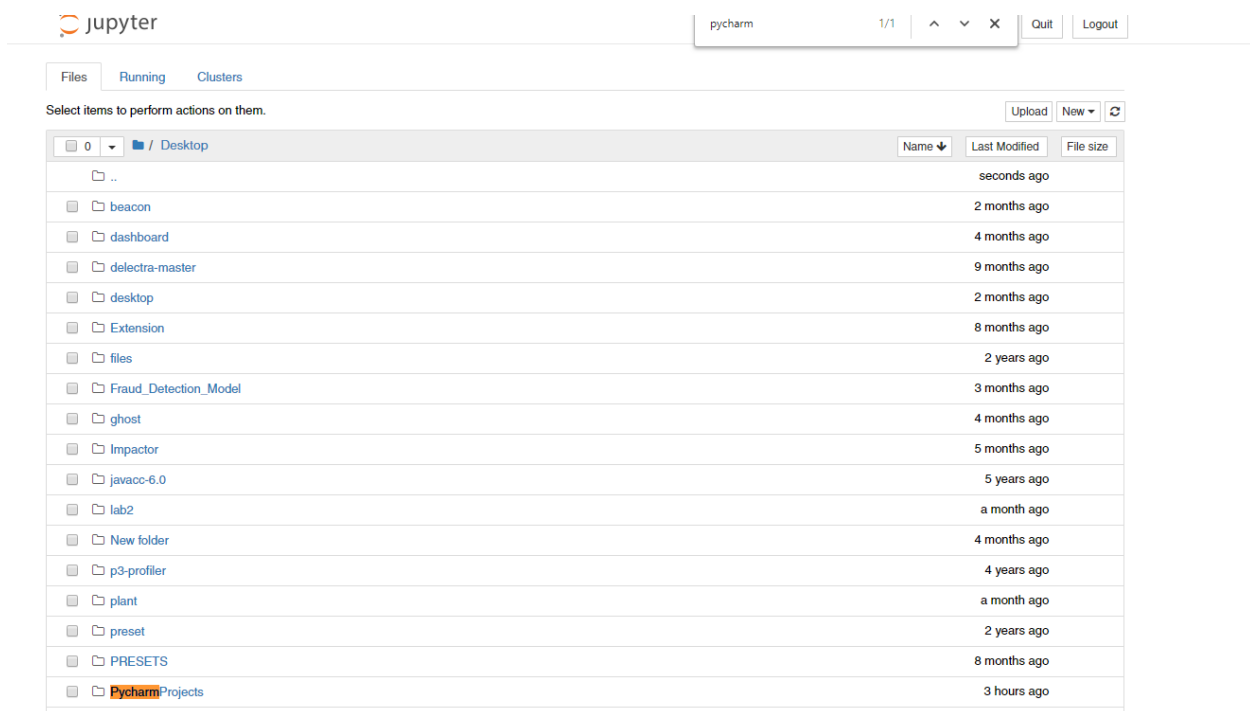 jupyter
pycharm 1/1 Quit Logout
Files Running Clusters
Select items to perform actions on them.
Upload New
0 / Desktop Name Last Modified File size
.. seconds ago
beacon 2 months ago
dashboard 4 months ago
delectra-master 9 months ago
desktop 2 months ago
Extension 8 months ago
files 2 years ago
Fraud_Detection_Model 3 months ago
ghost 4 months ago
Impactor 5 months ago
javacc-6.0 5 years ago
lab2 a month ago
New folder 4 months ago
p3-profiler 4 years ago
plant a month ago
preset 2 years ago
PRESETS 8 months ago
PycharmProjects 3 hours ago